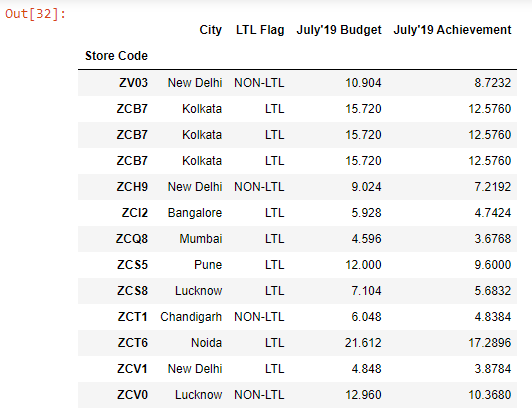 Out[32]:
City LTL Flag July'19 Budget July'19 Achievement
Store Code
ZV03 New Delhi NON-LTL 10.904 8.7232
ZCB7 Kolkata LTL 15.720 12.5760
ZCB7 Kolkata LTL 15.720 12.5760
ZCB7 Kolkata LTL 15.720 12.5760
ZCH9 New Delhi NON-LTL 9.024 7.2192
ZCI2 Bangalore LTL 5.928 4.7424
ZCQ8 Mumbai LTL 4.596 3.6768
ZCS5 Pune LTL 12.000 9.6000
ZCS8 Lucknow LTL 7.104 5.6832
ZCT1 Chandigarh NON-LTL 6.048 4.8384
ZCT6 Noida LTL 21.612 17.2896
ZCV1 New Delhi LTL 4.848 3.8784
ZCV0 Lucknow NON-LTL 12.960 10.3680